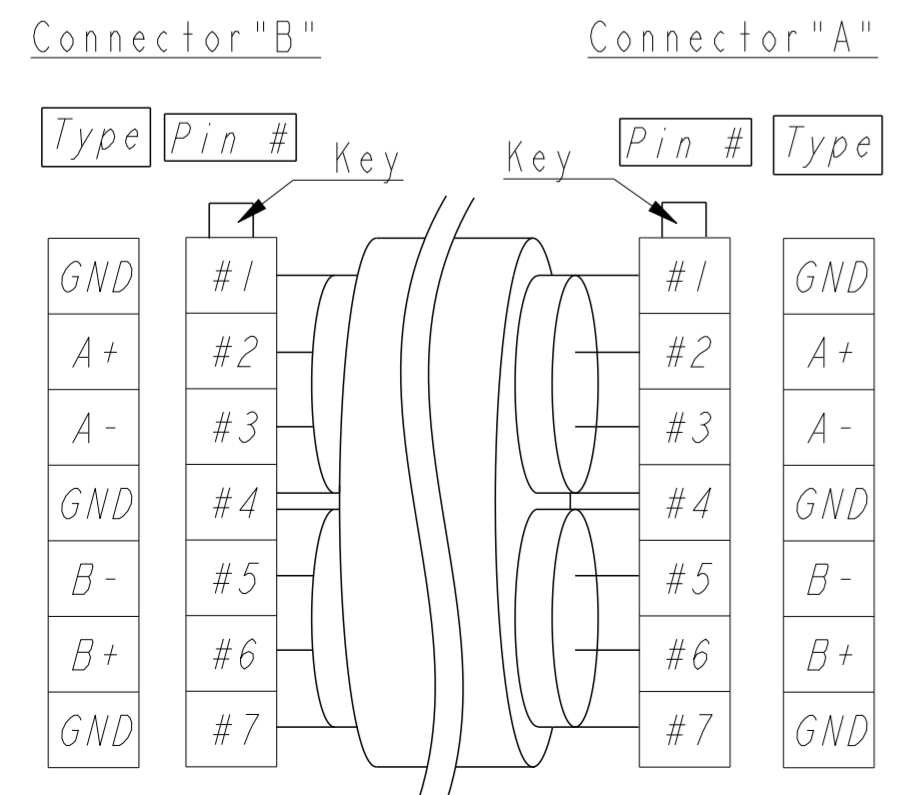 Connector"B" Connector"A"
Type Pin # Key Key Pin # Type
GND #1 #1 GND
A+ #2 #2 A+
A- #3 #3 A-
GND #4 #4 GND
B- #5 #5 B-
B+ #6 #6 B+
GND #7 #7 GND